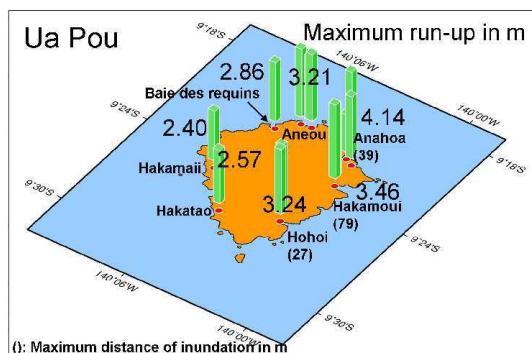 Ua Pou
Maximum run-up in m
9°18'S
140°06'W
2.86
3.21
140°00'W
Baie des requins
9°24'S
4.14
2.40
Aneou
Anahoa
(39)
9°18'S
2.57
Hakamaii
3.46
9°30'S
Hakatao
3.24
Hakamoui
(79)
9°24'S
Hohoi
(27)
140°06'W
9°30'S
140°00'W
(): Maximum distance of inundation in m